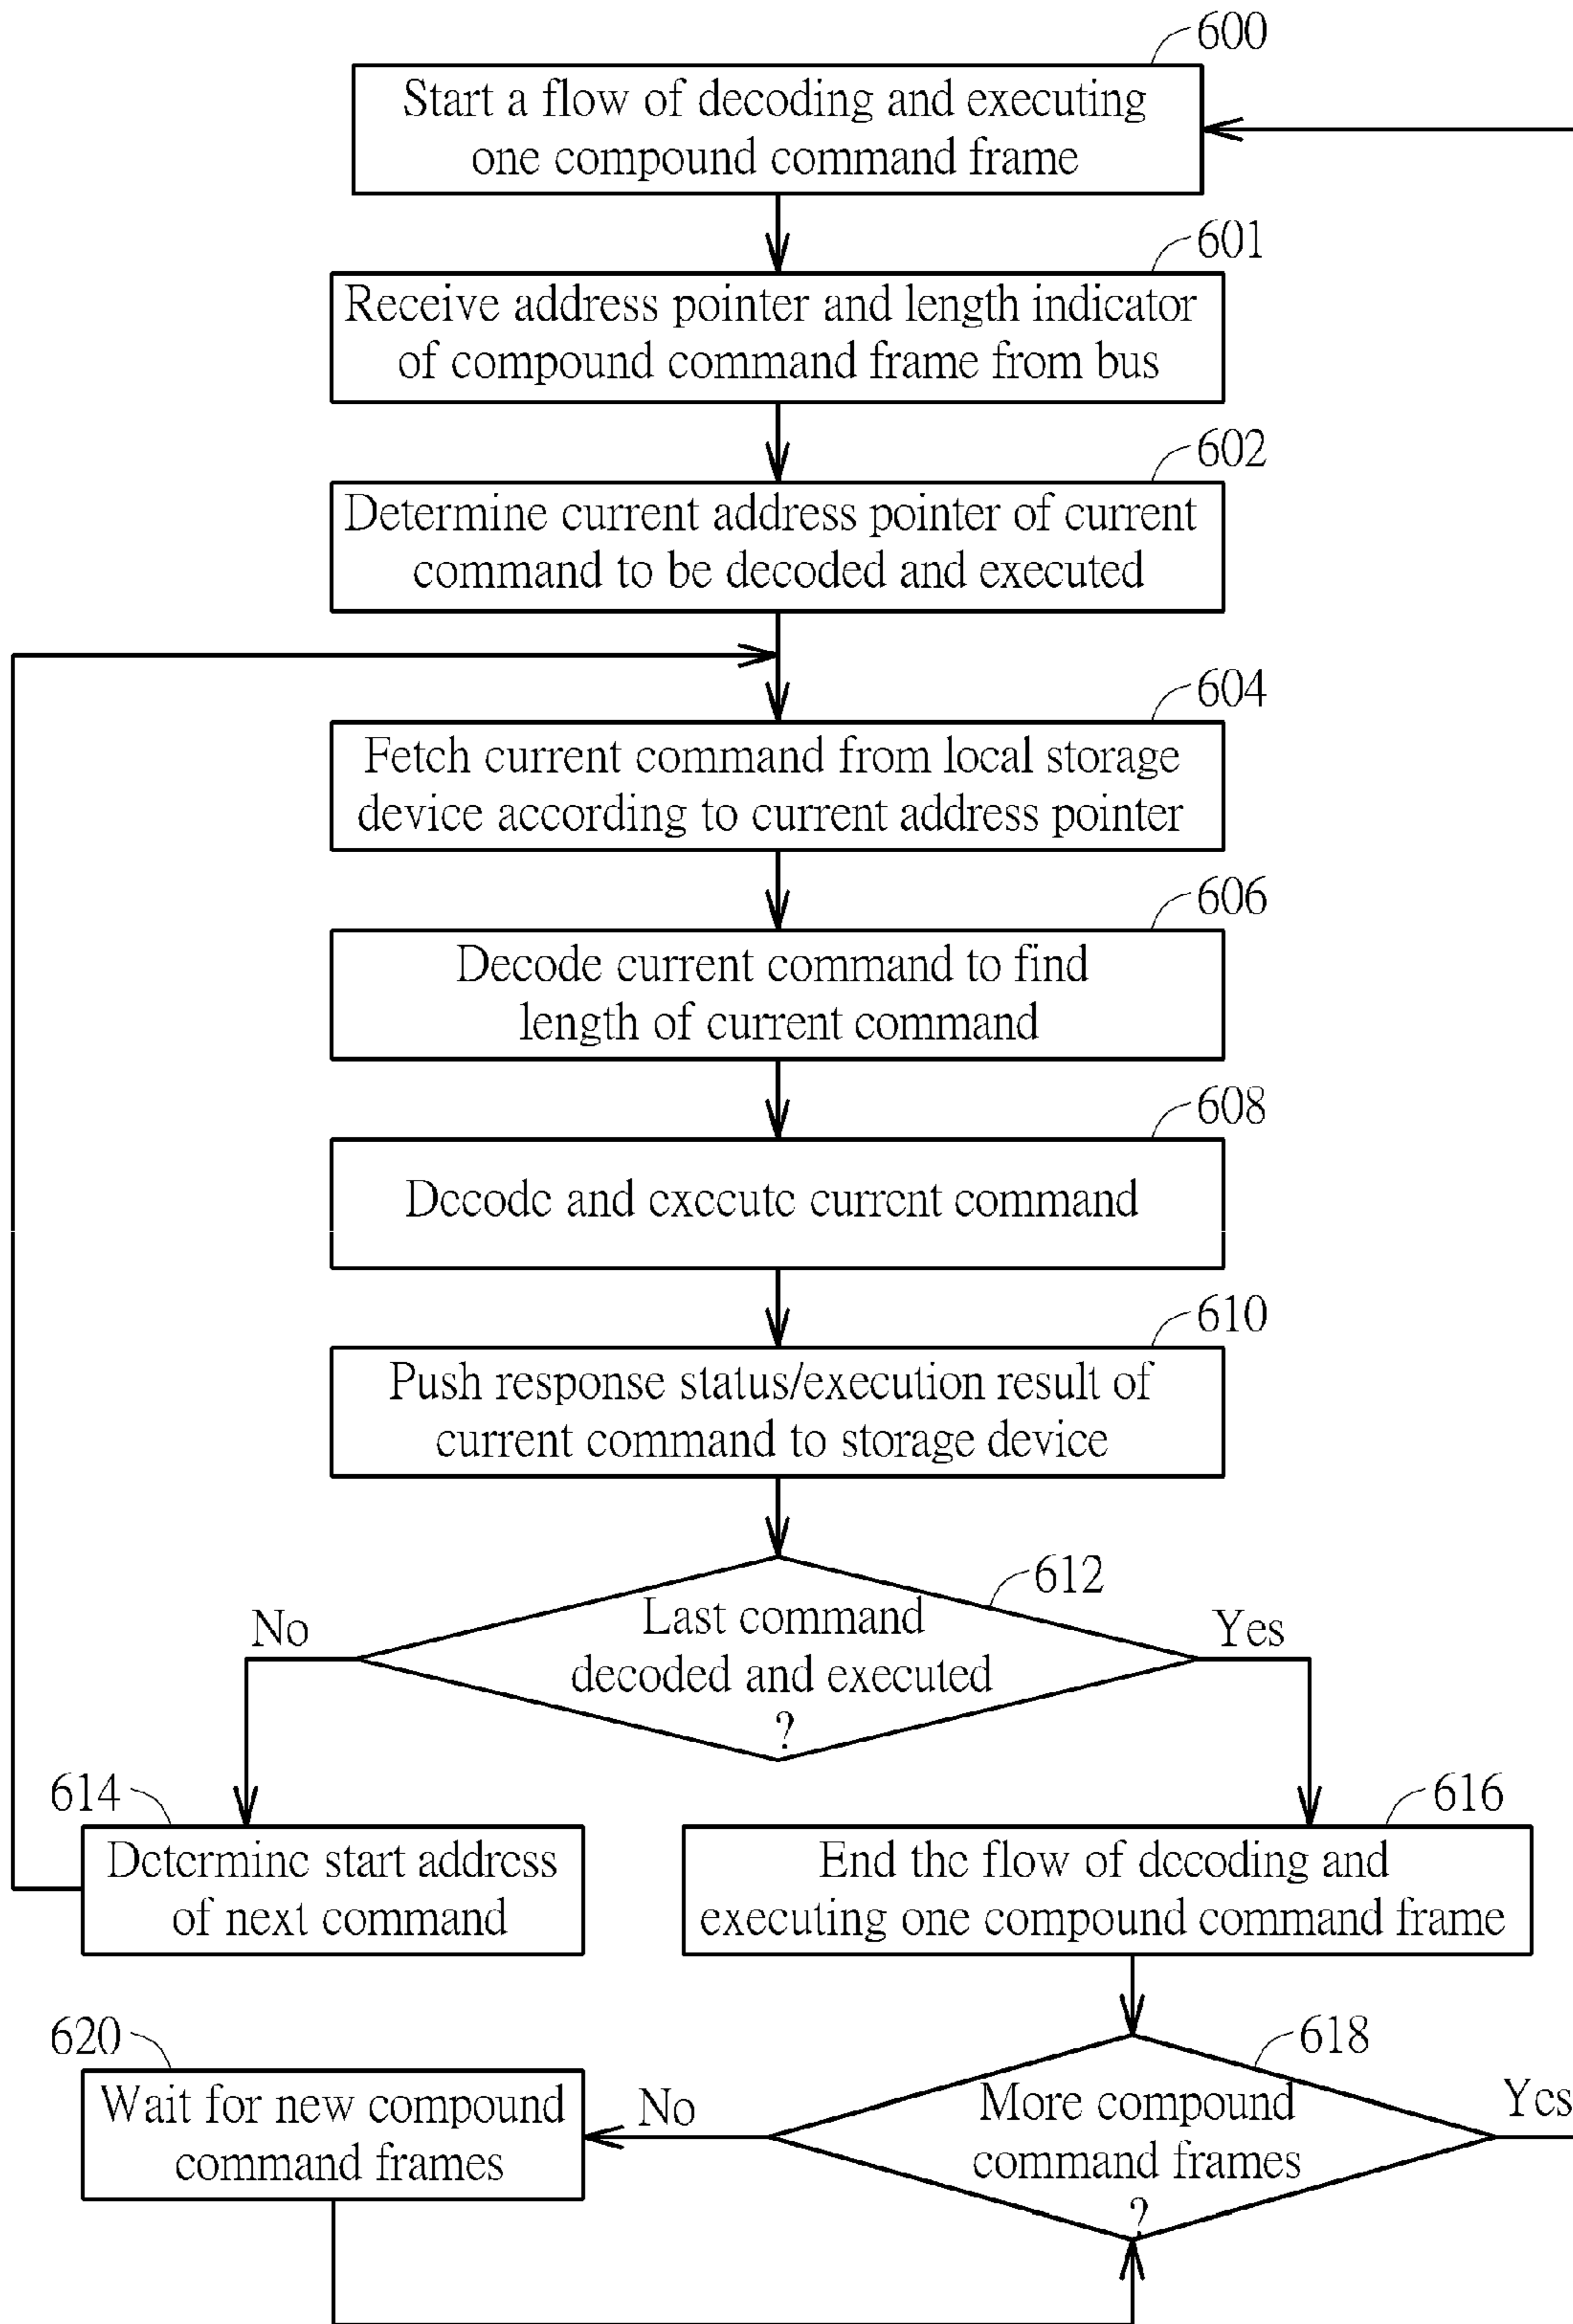 600
Start a flow of decoding and executing
one compound command frame
601
Receive address pointer and length indicator
of compound command frame from bus
602
Determine current address pointer of current
command to be decoded and executed
604
Fetch current command from local storage
device according to current address pointer
606
Decode current command to find
length of current command
608
Decode and execute current command
610
Push response status/execution result of
current command to storage device
612
Last command
decoded and executed
?
No
Yes
614
Determine start address
of next command
616
End the flow of decoding and
executing one compound command frame
618
More compound
command frames
?
No
Yes
620
Wait for new compound
command frames